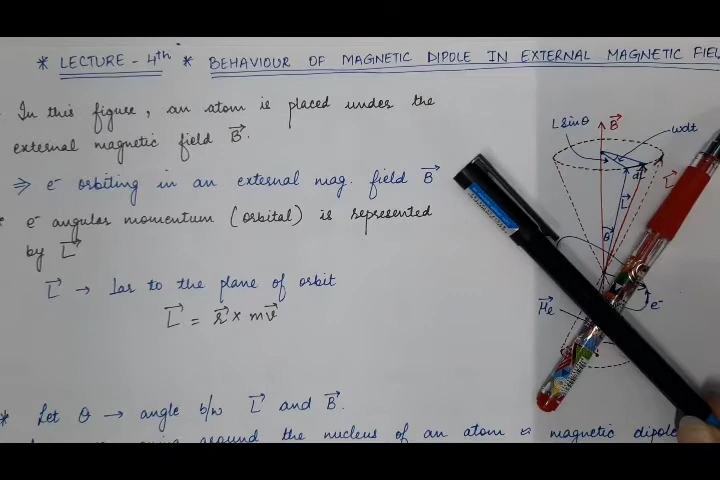 * LECTURE - 4th * BEHAVIOUR OF MAGNETIC DIPOLE IN EXTERNAL MAGNETIC FIEL
In this figure, an atom is placed under the
external magnetic field B⃗.
⇒ e⁻ orbiting in an external mag. field B⃗
e⁻ angular momentum (orbital) is represented
by L⃗
L⃗ → ⊥ar to the plane of orbit
L⃗ = r⃗ × mv⃗
* Let θ → angle b/w L⃗ and B⃗.
around the nucleus of an atom ≈ magnetic dipole
L sinθ
B⃗
ωdt
L⃗
L⃗
θ
μ⃗e
e⁻